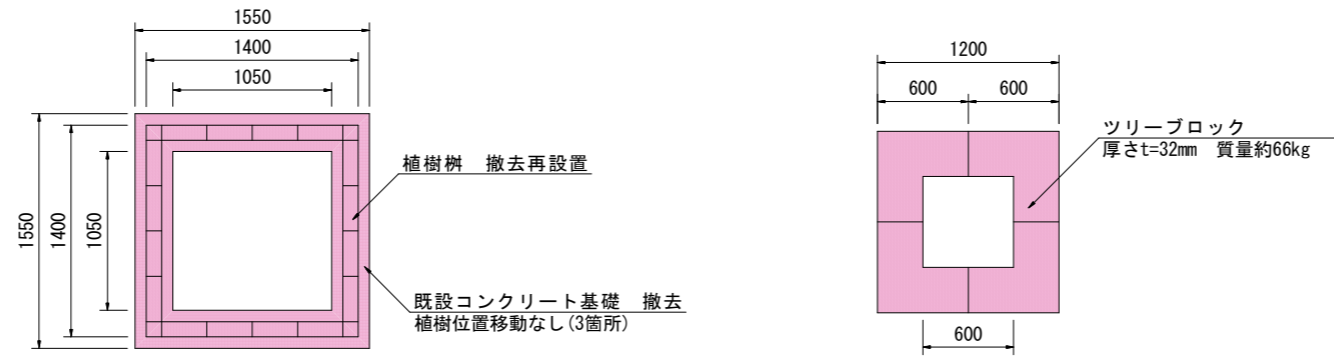 1550
1400
1050
1550
1400
1050
植樹桝 撤去再設置
既設コンクリート基礎 撤去
植樹位置移動なし(3箇所)
1200
600 600
ツリーブロック
厚さt=32mm 質量約66kg
600